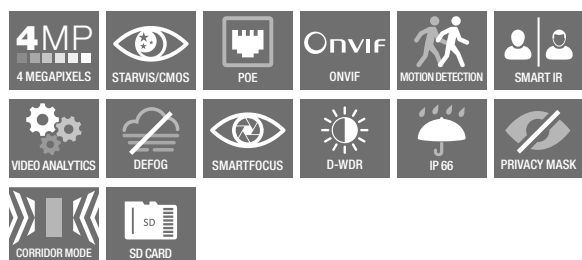 4MP
4 MEGAPIXELS
STARVIS/CMOS
POE
ONVIF
ONVIF
MOTION DETECTION
SMART IR
VIDEO ANALYTICS
DEFOG
SMARTFOCUS
D-WDR
IP 66
PRIVACY MASK
CORRIDOR MODE
SD
SD CARD